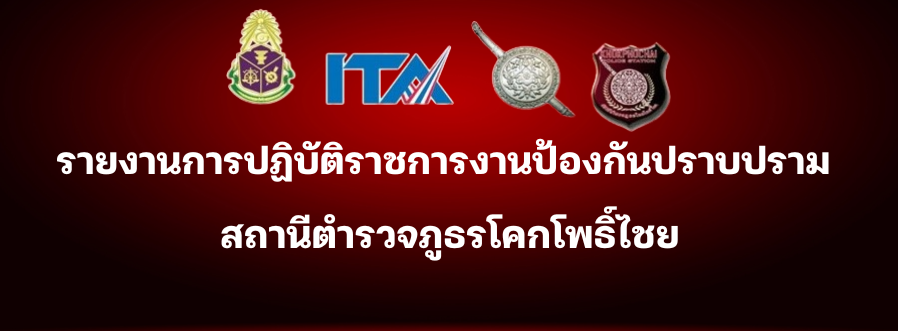 ITA
KHOKPHOCHAI
POLICE STATION
รายงานการปฏิบัติราชการงานป้องกันปราบปราม
สถานีตำรวจภูธรโคกโพธิ์ไชย